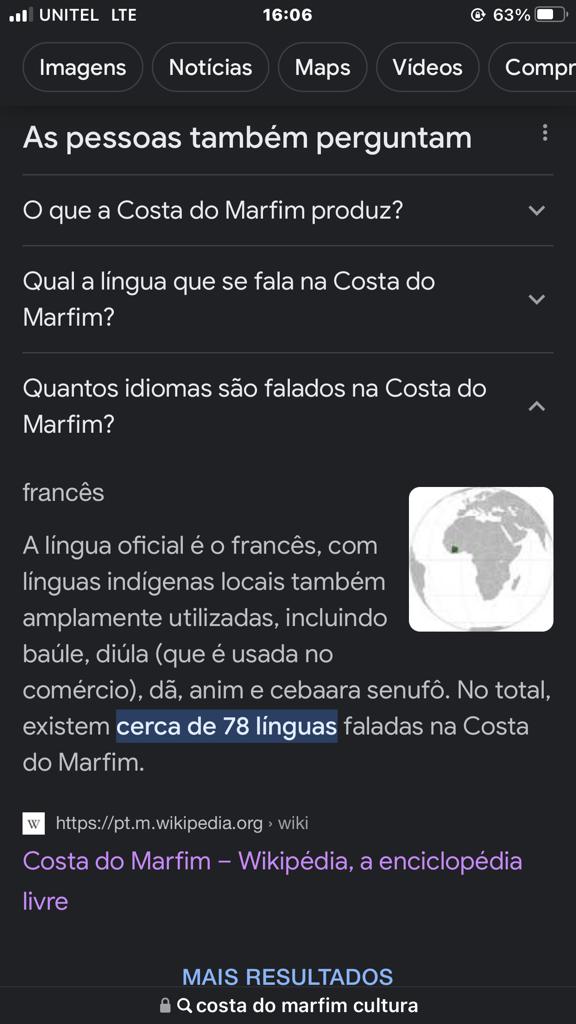 UNITEL LTE 16:06 63%
Imagens Notícias Maps Vídeos Compr
As pessoas também perguntam
O que a Costa do Marfim produz?
Qual a língua que se fala na Costa do
Marfim?
Quantos idiomas são falados na Costa do
Marfim?
francês
A língua oficial é o francês, com
línguas indígenas locais também
amplamente utilizadas, incluindo
baúle, diúla (que é usada no
comércio), dã, anim e cebaara senufô. No total,
existem cerca de 78 línguas faladas na Costa
do Marfim.
W https://pt.m.wikipedia.org › wiki
Costa do Marfim – Wikipédia, a enciclopédia
livre
MAIS RESULTADOS
costa do marfim cultura